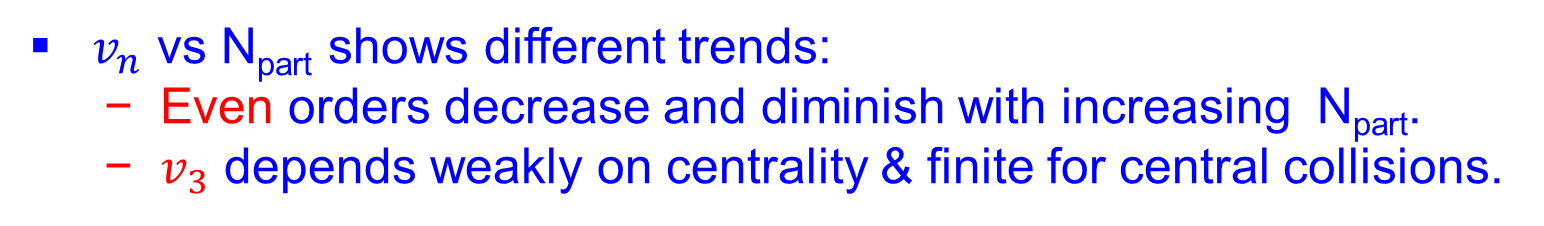 ▪ 𝑣ₙ vs N_part shows different trends:
− Even orders decrease and diminish with increasing N_part.
− 𝑣₃ depends weakly on centrality & finite for central collisions.